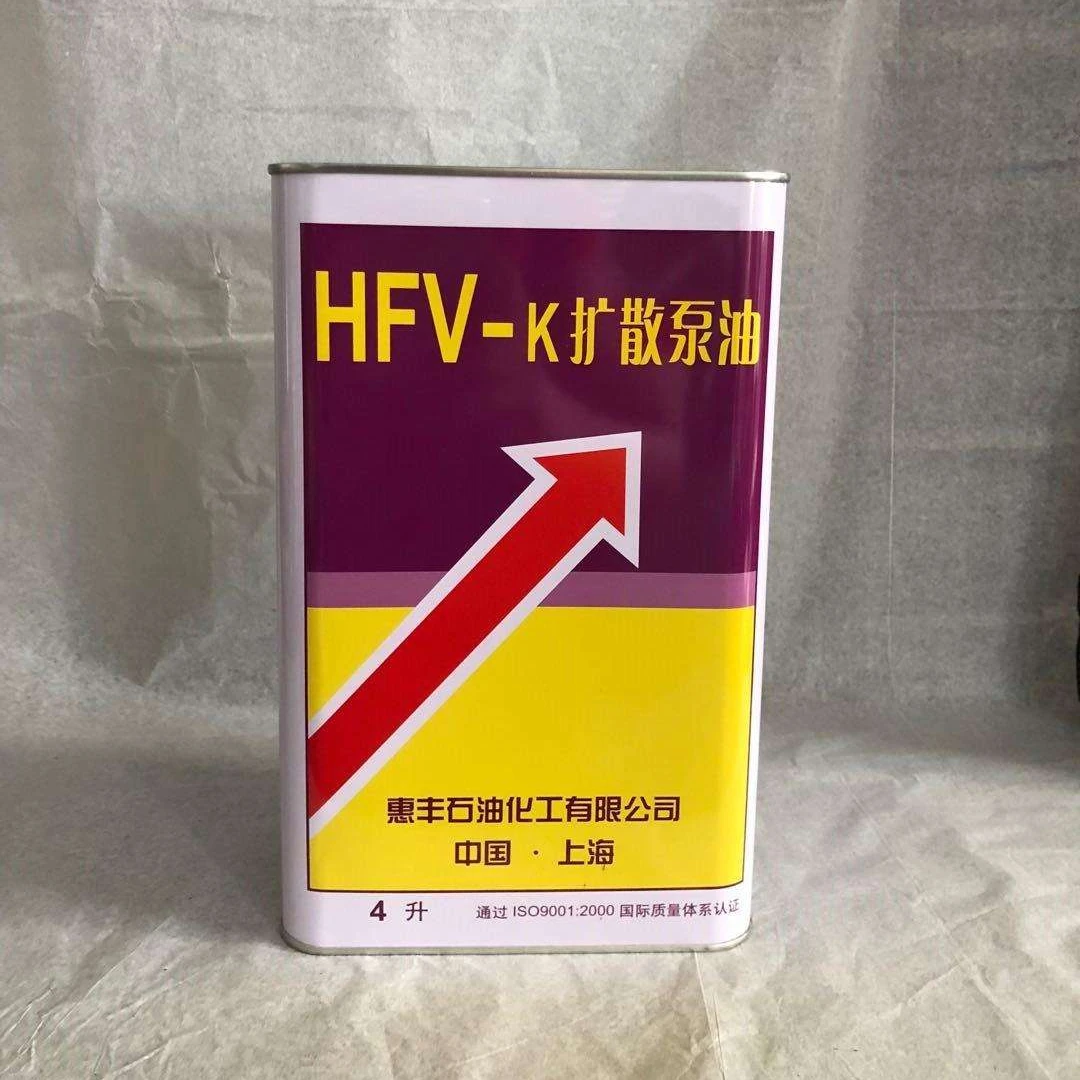 HFV-K扩散泵油
惠丰石油化工有限公司
中国 · 上海
4 升 通过 ISO9001:2000 国际质量体系认证